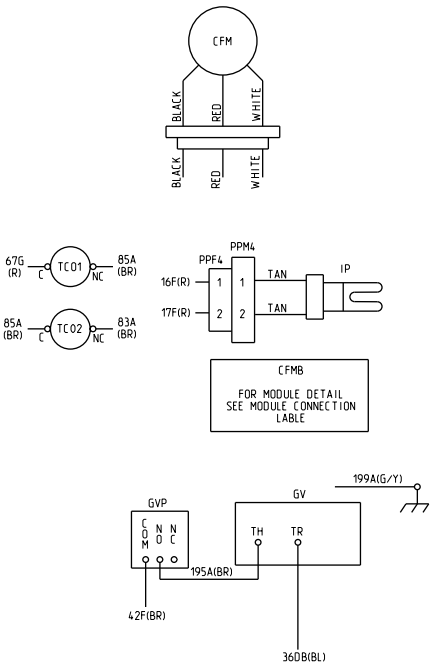 CFM
BLACK
RED
WHITE
BLACK
RED
WHITE
67G
(R)
C
TCO1
NC
85A
(BR)
85A
(BR)
C
TCO2
NC
83A
(BR)
PPF4
PPM4
16F(R)
1
1
TAN
IP
17F(R)
2
2
TAN
CFMB
FOR MODULE DETAIL
SEE MODULE CONNECTION
LABLE
199A(G/Y)
GVP
COM
NO
NC
GV
TH
TR
195A(BR)
42F(BR)
36DB(BL)